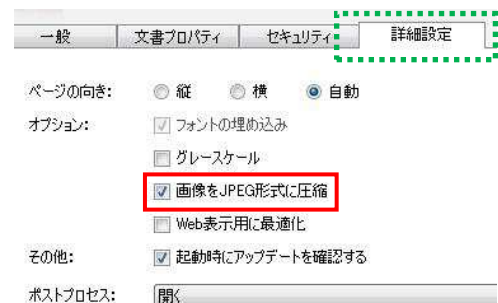 一般 文書プロパティ セキュリティ 詳細設定
ページの向き: 縦 横 自動
オプション: フォントの埋め込み
グレースケール
画像をJPEG形式に圧縮
Web表示用に最適化
その他: 起動時にアップデートを確認する
ポストプロセス: 開く